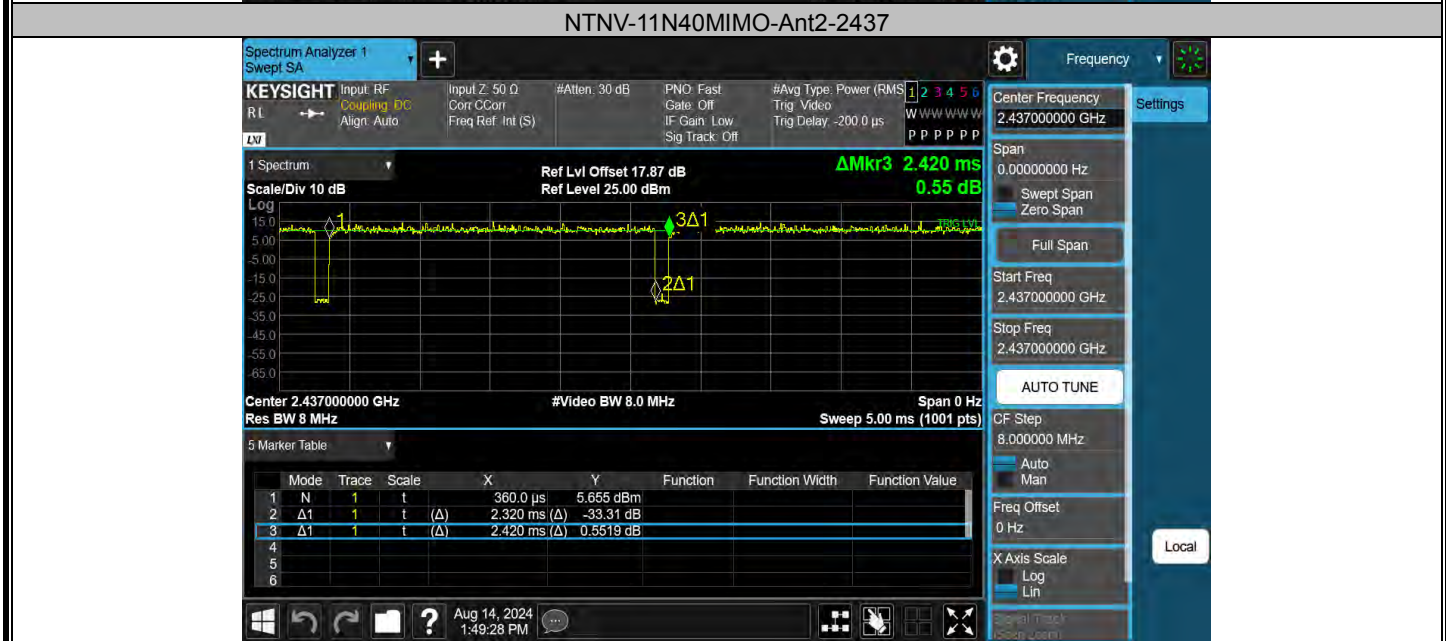 NTNV-11N40MIMO-Ant2-2437
Spectrum Analyzer 1
Swept SA
Frequency
KEYSIGHT
RL
LXI
Input: RF
Coupling: DC
Align: Auto
Input Z: 50 Ω
Corr CCorr
Freq Ref: Int (S)
#Atten: 30 dB
PNO: Fast
Gate: Off
IF Gain: Low
Sig Track: Off
#Avg Type: Power (RMS
Trig: Video
Trig Delay: -200.0 µs
1 2 3 4 5 6
W W W W W W
P P P P P P
Center Frequency
2.437000000 GHz
Settings
1 Spectrum
Ref Lvl Offset 17.87 dB
ΔMkr3 2.420 ms
Scale/Div 10 dB
Ref Level 25.00 dBm
0.55 dB
Span
0.00000000 Hz
Swept Span
Zero Span
Log
15.0
5.00
-5.00
-15.0
-25.0
-35.0
-45.0
-55.0
-65.0
1
3Δ1
TRIG LVL
2Δ1
Full Span
Start Freq
2.437000000 GHz
Stop Freq
2.437000000 GHz
AUTO TUNE
Center 2.437000000 GHz
#Video BW 8.0 MHz
Span 0 Hz
Res BW 8 MHz
Sweep 5.00 ms (1001 pts)
CF Step
8.000000 MHz
Auto
Man
5 Marker Table
Mode Trace Scale X Y Function Function Width Function Value
1 N 1 t 360.0 µs 5.655 dBm
2 Δ1 1 t (Δ) 2.320 ms (Δ) -33.31 dB
3 Δ1 1 t (Δ) 2.420 ms (Δ) 0.5519 dB
4
5
6
Freq Offset
0 Hz
Local
X Axis Scale
Log
Lin
Signal Track
(Span Zoom)
?
Aug 14, 2024
1:49:28 PM